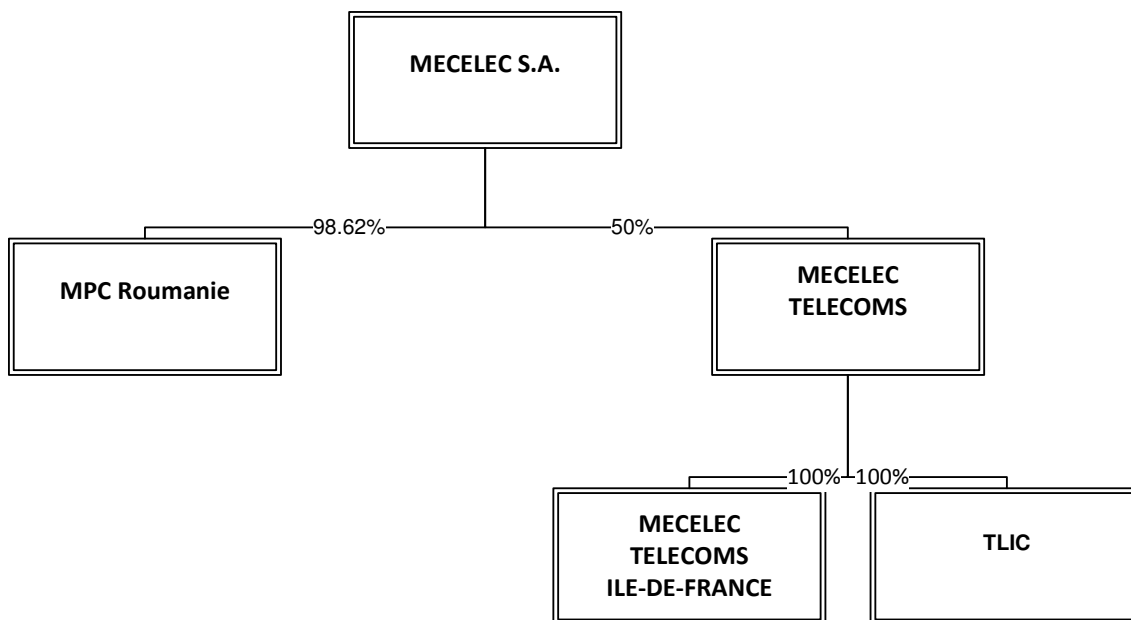 MECELEC S.A.
98.62%
50%
MPC Roumanie
MECELEC
TELECOMS
100%
100%
MECELEC
TELECOMS
ILE-DE-FRANCE
TLIC